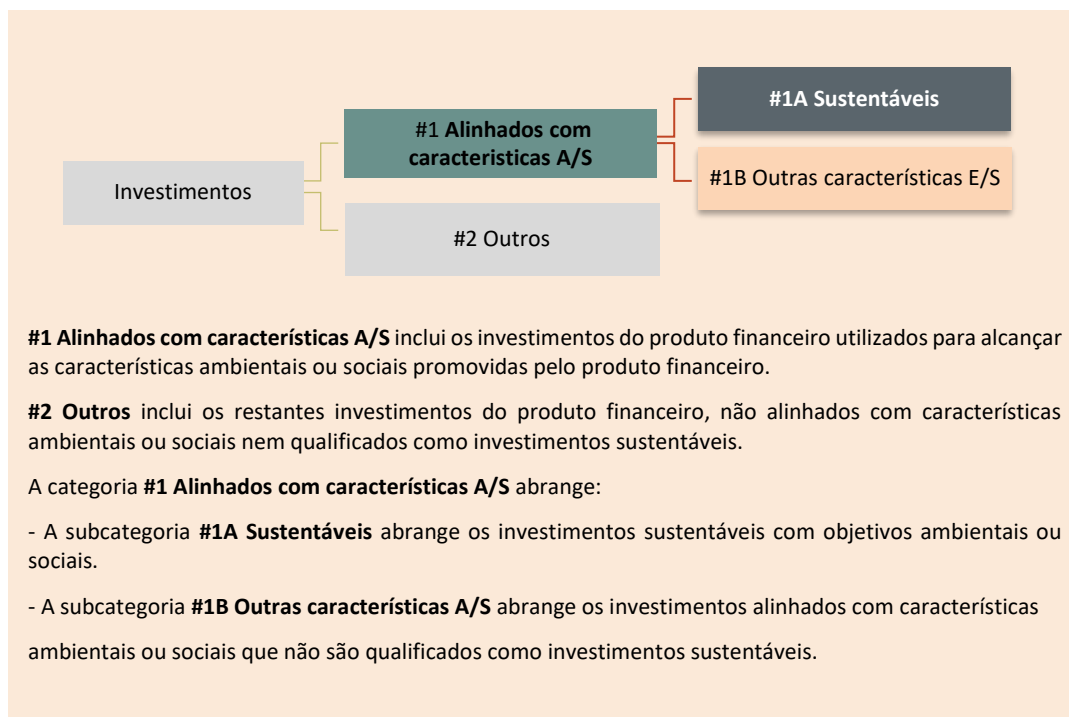 #1A Sustentáveis
#1 Alinhados com
caracteristicas A/S
#1B Outras características E/S
Investimentos
#2 Outros
#1 Alinhados com características A/S inclui os investimentos do produto financeiro utilizados para alcançar
as características ambientais ou sociais promovidas pelo produto financeiro.
#2 Outros inclui os restantes investimentos do produto financeiro, não alinhados com características
ambientais ou sociais nem qualificados como investimentos sustentáveis.
A categoria #1 Alinhados com características A/S abrange:
- A subcategoria #1A Sustentáveis abrange os investimentos sustentáveis com objetivos ambientais ou
sociais.
- A subcategoria #1B Outras características A/S abrange os investimentos alinhados com características
ambientais ou sociais que não são qualificados como investimentos sustentáveis.